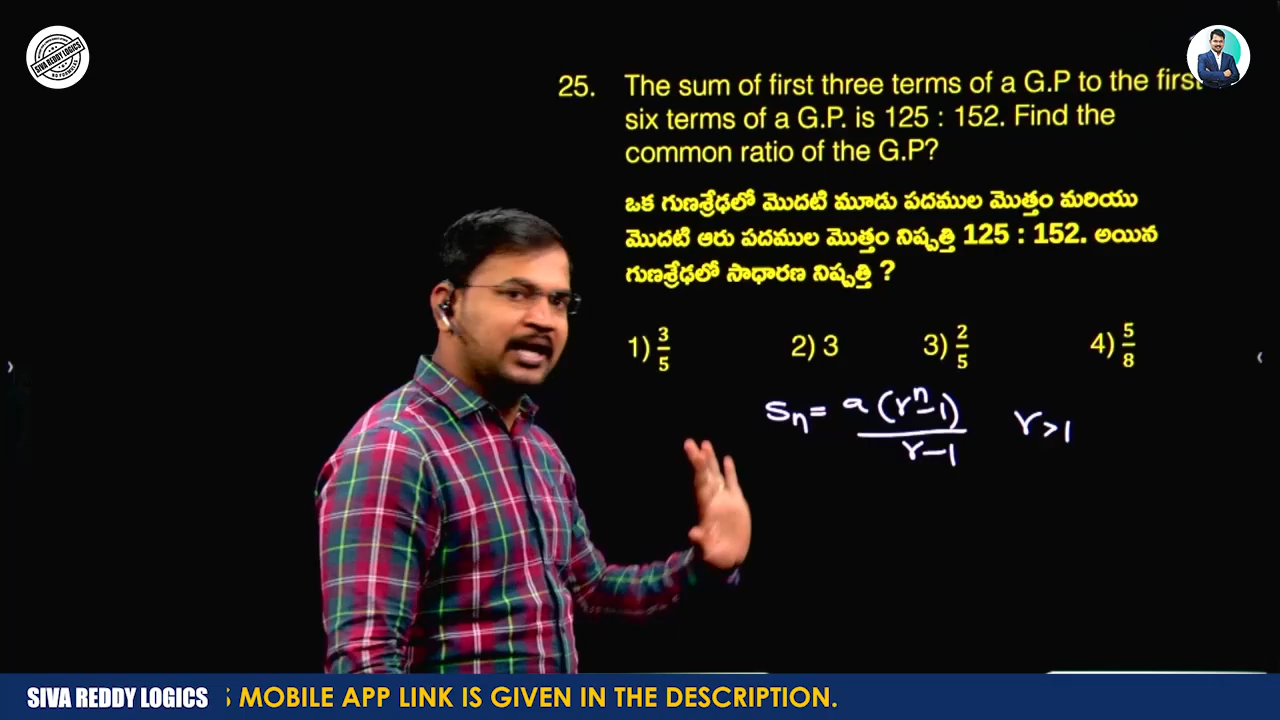 SIVA REDDY LOGICS
25. The sum of first three terms of a G.P to the first
six terms of a G.P. is 125 : 152. Find the
common ratio of the G.P?
ఒక గుణశ్రేఢిలో మొదటి మూడు పదముల మొత్తం మరియు
మొదటి ఆరు పదముల మొత్తం నిష్పత్తి 125 : 152. అయిన
గుణశ్రేఢిలో సాధారణ నిష్పత్తి ?
1) 3/5 2) 3 3) 2/5 4) 5/8
Sn = a (r^n - 1) / r - 1 r > 1
SIVA REDDY LOGICS MOBILE APP LINK IS GIVEN IN THE DESCRIPTION.